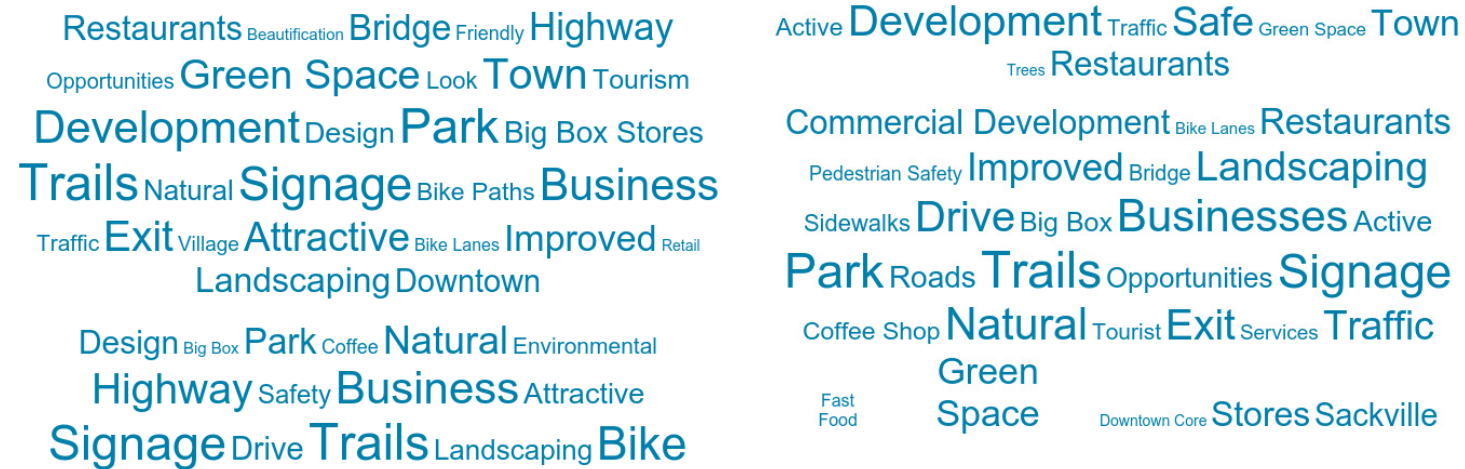 Restaurants Beautification Bridge Friendly Highway
Opportunities Green Space Look Town Tourism
Development Design Park Big Box Stores
Trails Natural Signage Bike Paths Business
Traffic Exit Village Attractive Bike Lanes Improved Retail
Landscaping Downtown
Design Big Box Park Coffee Natural Environmental
Highway Safety Business Attractive
Signage Drive Trails Landscaping Bike
Active Development Traffic Safe Green Space Town
Trees Restaurants
Commercial Development Bike Lanes Restaurants
Pedestrian Safety Improved Bridge Landscaping
Sidewalks Drive Big Box Businesses Active
Park Roads Trails Opportunities Signage
Coffee Shop Natural Tourist Exit Services Traffic
Fast
Food
Green
Space
Downtown Core Stores Sackville